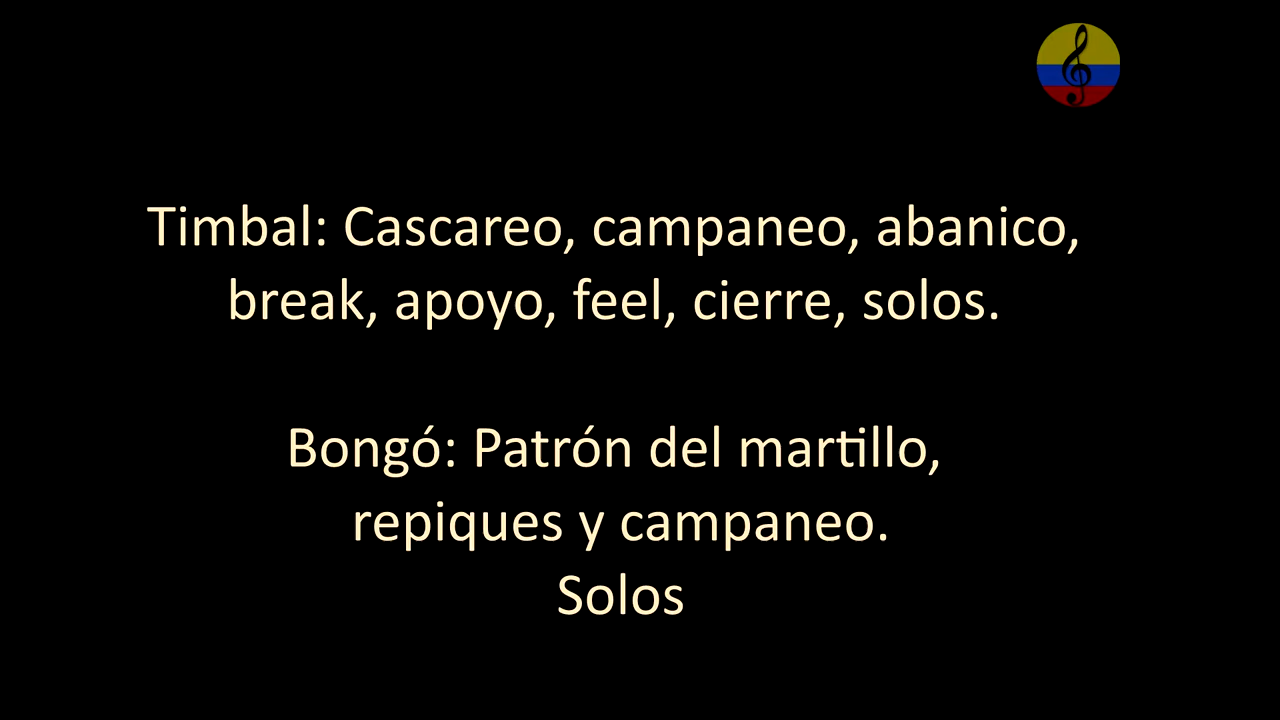 Timbal: Cascareo, campaneo, abanico,
break, apoyo, feel, cierre, solos.
Bongó: Patrón del martillo,
repiques y campaneo.
Solos